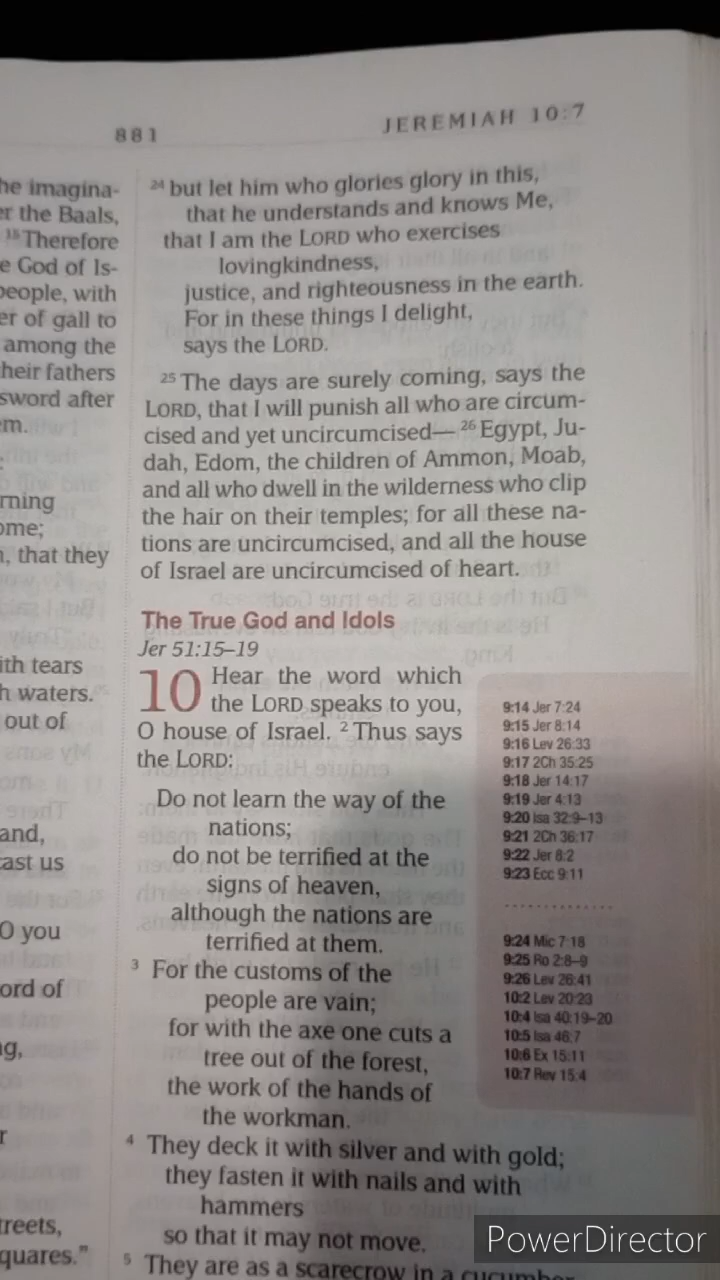 881
JEREMIAH 10:7
he imagina-
er the Baals,
15 Therefore
e God of Is-
people, with
er of gall to
among the
heir fathers
sword after
em.
:
rning
ome;
, that they
ith tears
h waters.
out of
and,
cast us
O you
ord of
ng,
r
treets,
quares.”
24 but let him who glories glory in this,
that he understands and knows Me,
that I am the LORD who exercises
lovingkindness,
justice, and righteousness in the earth.
For in these things I delight,
says the LORD.
25 The days are surely coming, says the
LORD, that I will punish all who are circum-
cised and yet uncircumcised— 26 Egypt, Ju-
dah, Edom, the children of Ammon, Moab,
and all who dwell in the wilderness who clip
the hair on their temples; for all these na-
tions are uncircumcised, and all the house
of Israel are uncircumcised of heart.
The True God and Idols
Jer 51:15–19
10 Hear the word which
the LORD speaks to you,
O house of Israel. 2 Thus says
the LORD:
Do not learn the way of the
nations;
do not be terrified at the
signs of heaven,
although the nations are
terrified at them.
3 For the customs of the
people are vain;
for with the axe one cuts a
tree out of the forest,
the work of the hands of
the workman.
4 They deck it with silver and with gold;
they fasten it with nails and with
hammers
so that it may not move.
5 They are as a scarecrow in a
9:14 Jer 7:24
9:15 Jer 8:14
9:16 Lev 26:33
9:17 2Ch 35:25
9:18 Jer 14:17
9:19 Jer 4:13
9:20 Isa 32:9–13
9:21 2Ch 36:17
9:22 Jer 8:2
9:23 Ecc 9:11
9:24 Mic 7:18
9:25 Ro 2:8–9
9:26 Lev 26:41
10:2 Lev 20:23
10:4 Isa 40:19–20
10:5 Isa 46:7
10:6 Ex 15:11
10:7 Rev 15:4
PowerDirector